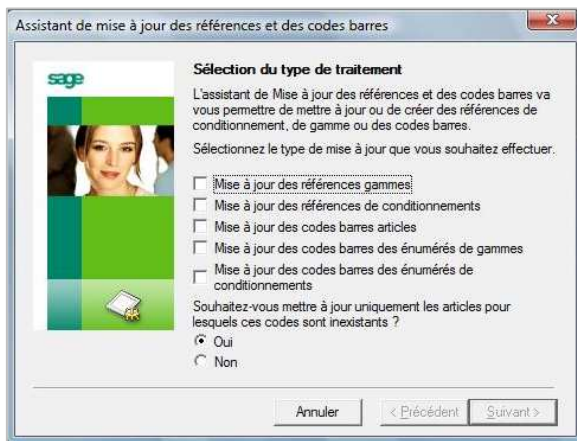 Assistant de mise à jour des références et des codes barres
sage
Sélection du type de traitement
L'assistant de Mise à jour des références et des codes barres va
vous permettre de mettre à jour ou de créer des références de
conditionnement, de gamme ou des codes barres.
Sélectionnez le type de mise à jour que vous souhaitez effectuer.
Mise à jour des références gammes
Mise à jour des références de conditionnements
Mise à jour des codes barres articles
Mise à jour des codes barres des énumérés de gammes
Mise à jour des codes barres des énumérés de
conditionnements
Souhaitez-vous mettre à jour uniquement les articles pour
lesquels ces codes sont inexistants ?
Oui
Non
Annuler
< Précédent
Suivant >